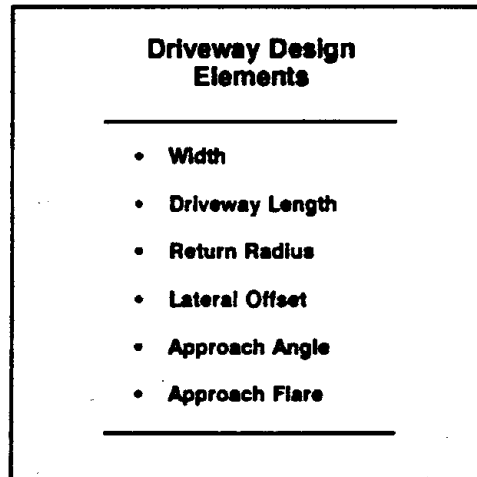 Driveway Design
Elements
• Width
• Driveway Length
• Return Radius
• Lateral Offset
• Approach Angle
• Approach Flare